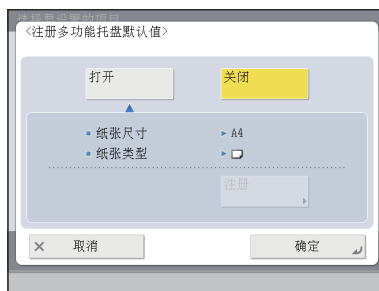 选择要设置的项目
〈注册多功能托盘默认值〉
打开
关闭
纸张尺寸
A4
纸张类型
注册
取消
确定